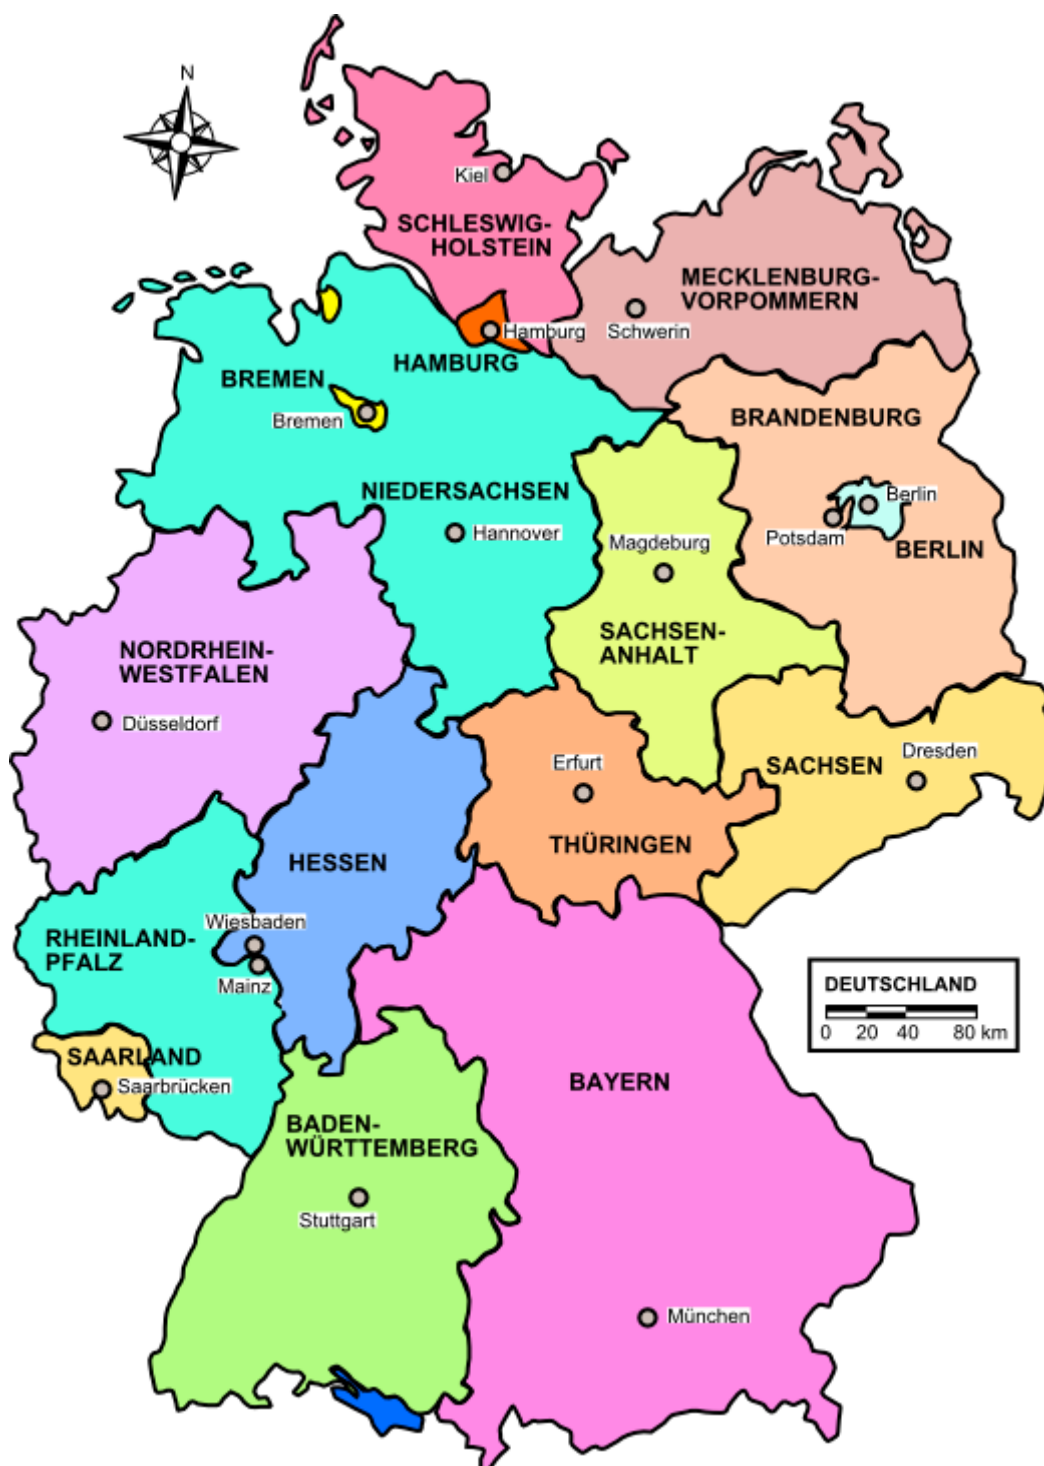 N
Kiel
SCHLESWIG-
HOLSTEIN
MECKLENBURG-
VORPOMMERN
Hamburg
Schwerin
HAMBURG
BREMEN
Bremen
BRANDENBURG
NIEDERSACHSEN
Hannover
Berlin
Potsdam
BERLIN
Magdeburg
SACHSEN-
ANHALT
NORDRHEIN-
WESTFALEN
Düsseldorf
Erfurt
Dresden
SACHSEN
THÜRINGEN
HESSEN
Wiesbaden
RHEINLAND-
PFALZ
Mainz
DEUTSCHLAND
0 20 40 80 km
SAARLAND
Saarbrücken
BAYERN
BADEN-
WÜRTTEMBERG
Stuttgart
München